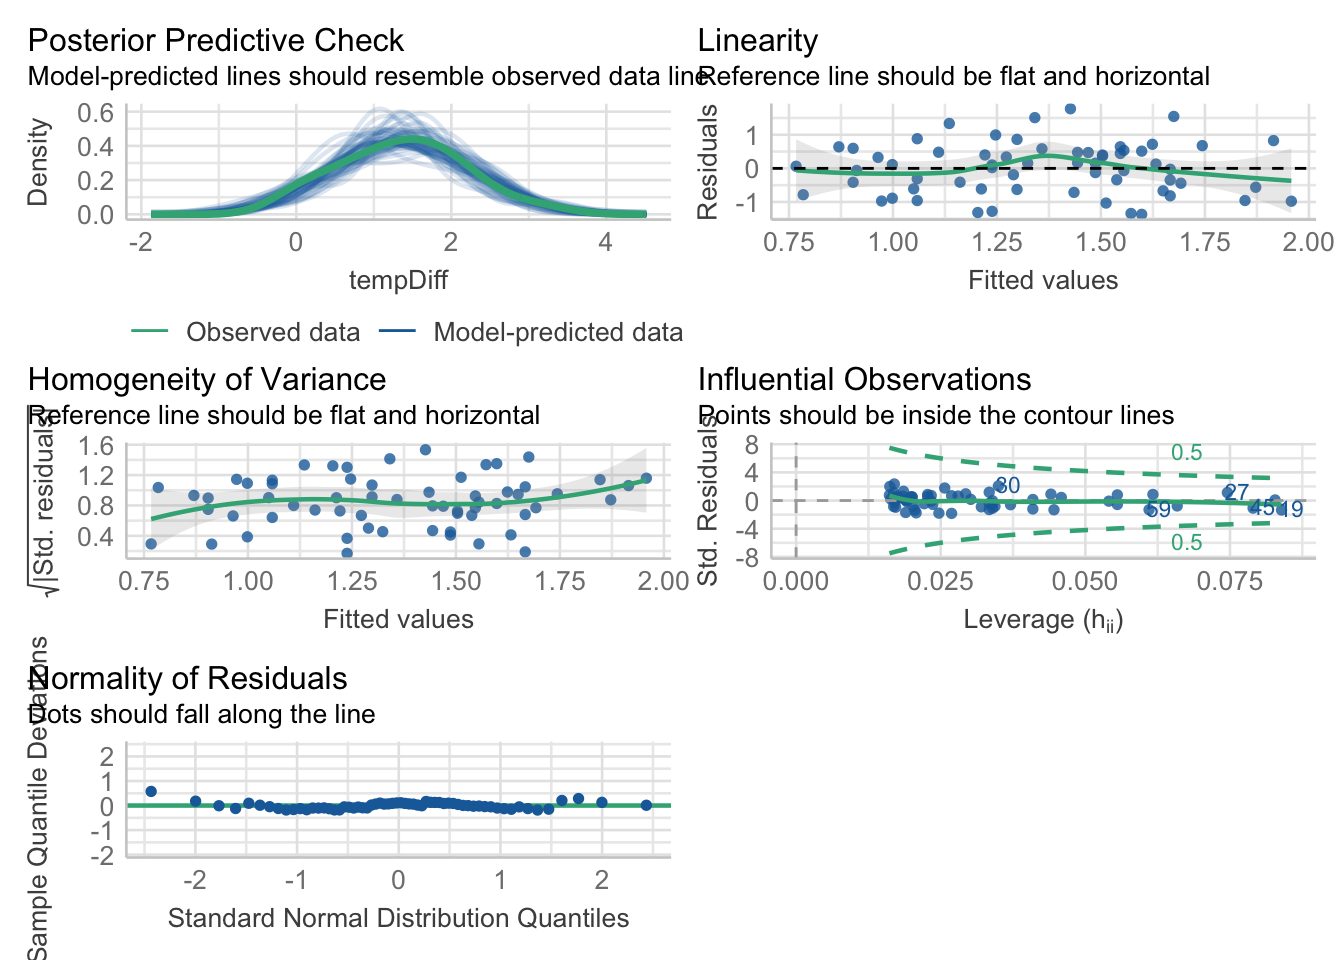 Posterior Predictive Check
Model-predicted lines should resemble observed data line
Density
0.6
0.4
0.2
0.0
-2 0 2 4
tempDiff
Observed data Model-predicted data
Linearity
Reference line should be flat and horizontal
Residuals
1
0
-1
0.75 1.00 1.25 1.50 1.75 2.00
Fitted values
Homogeneity of Variance
Reference line should be flat and horizontal
√|Std. residuals|
1.6
1.2
0.8
0.4
0.75 1.00 1.25 1.50 1.75 2.00
Fitted values
Influential Observations
Points should be inside the contour lines
Std. Residuals
8
4
0
-4
-8
0.5
30
27
59
45
19
0.5
0.000 0.025 0.050 0.075
Leverage (hii)
Normality of Residuals
Dots should fall along the line
Sample Quantile Deviations
2
1
0
-1
-2
-2 -1 0 1 2
Standard Normal Distribution Quantiles